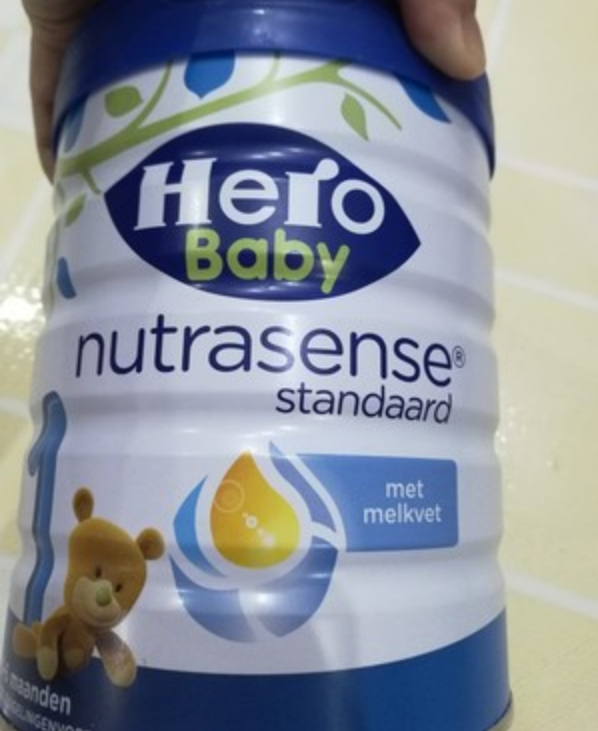 Hero
Baby
nutrasense®
standaard
met
melkvet
1
maanden